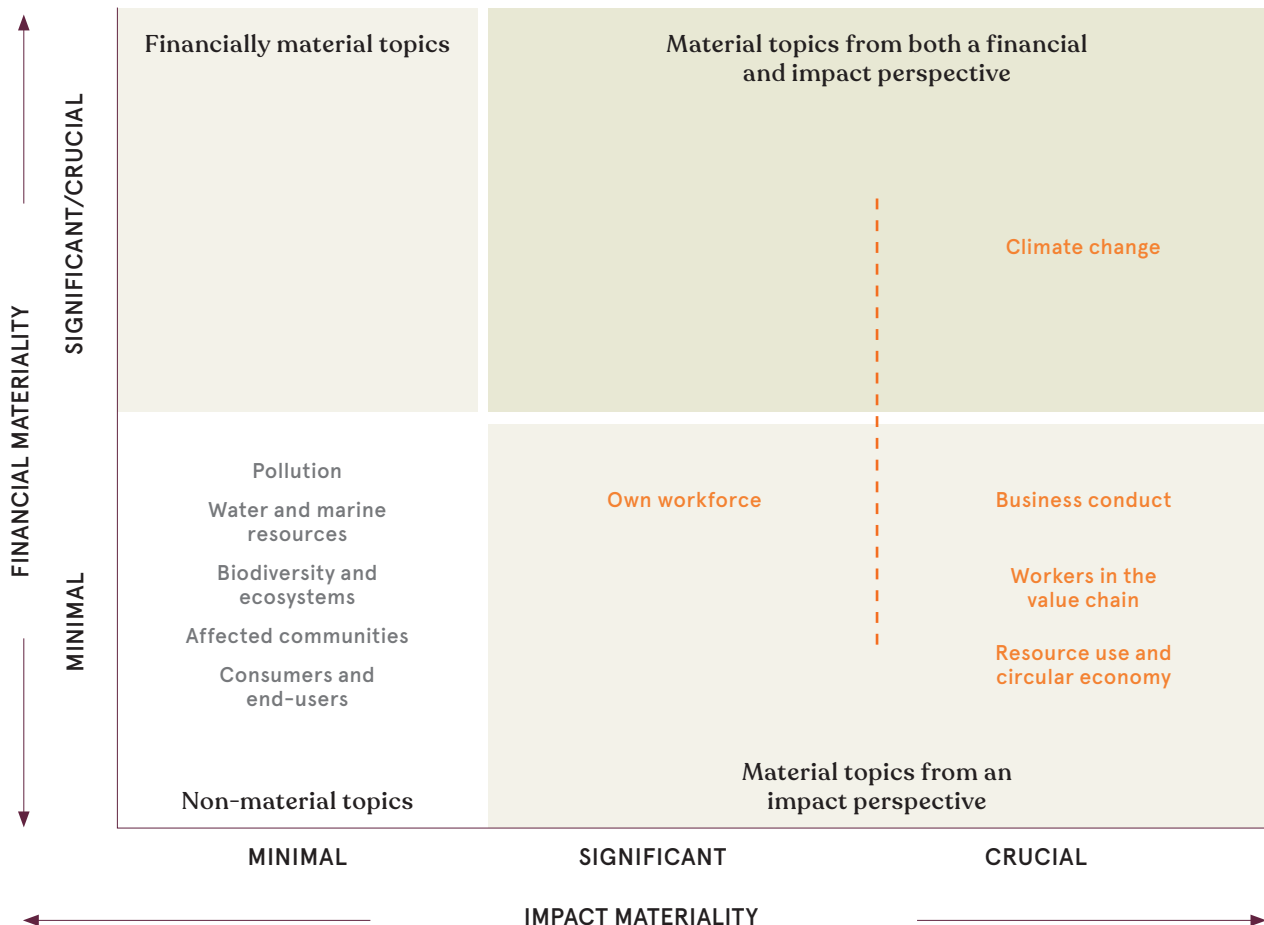 Financially material topics
Material topics from both a financial
and impact perspective
SIGNIFICANT/CRUCIAL
FINANCIAL MATERIALITY
MINIMAL
Climate change
Pollution
Water and marine
resources
Biodiversity and
ecosystems
Affected communities
Consumers and
end-users
Non-material topics
Own workforce
Business conduct
Workers in the
value chain
Resource use and
circular economy
Material topics from an
impact perspective
MINIMAL
SIGNIFICANT
CRUCIAL
IMPACT MATERIALITY